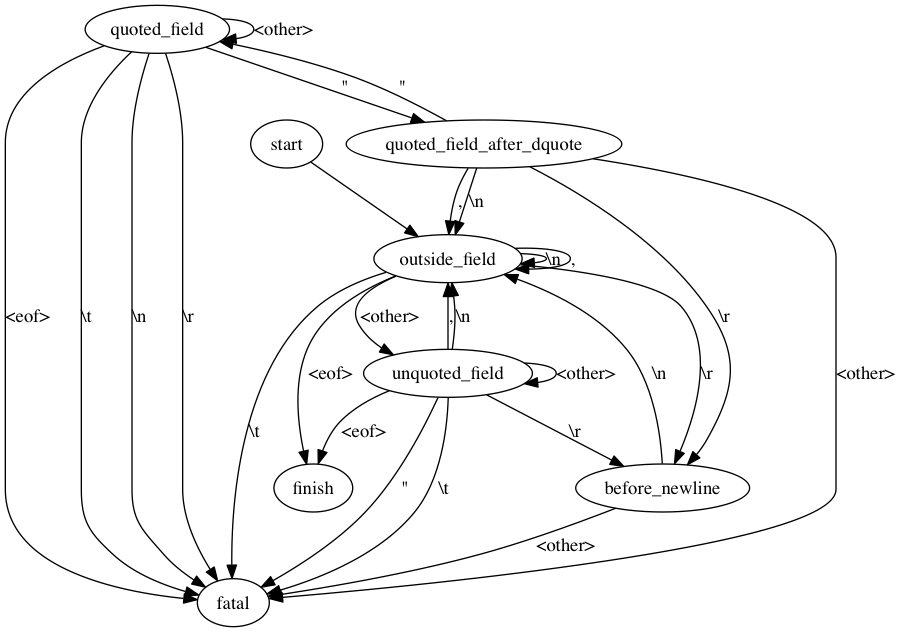 quoted_field
<other>
"
"
start
quoted_field_after_dquote
,
\n
outside_field
\n
,
<eof>
\t
\n
\r
<other>
,
\n
\r
<eof>
unquoted_field
<other>
\n
\r
<other>
\t
<eof>
\r
finish
"
\t
before_newline
<other>
fatal